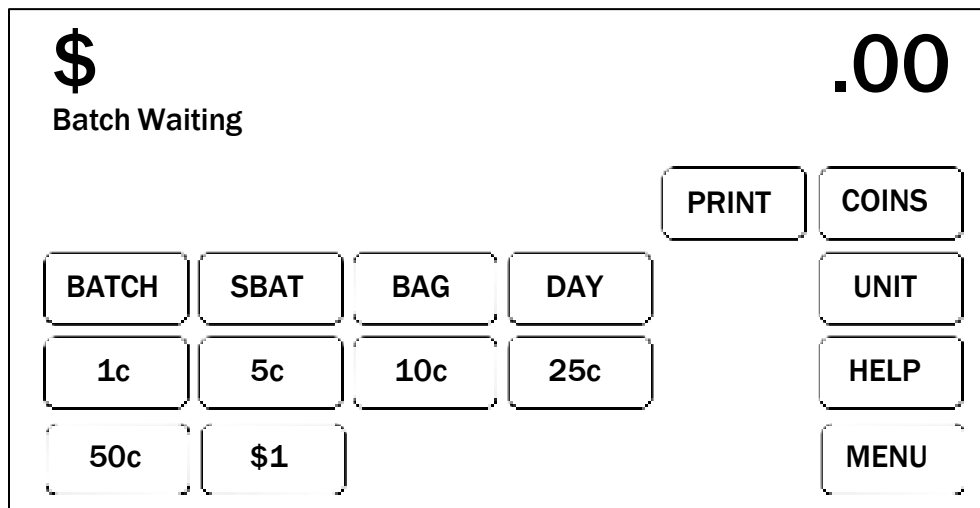 $ .00
Batch Waiting
PRINT COINS
BATCH SBAT BAG DAY UNIT
1c 5c 10c 25c HELP
50c $1 MENU